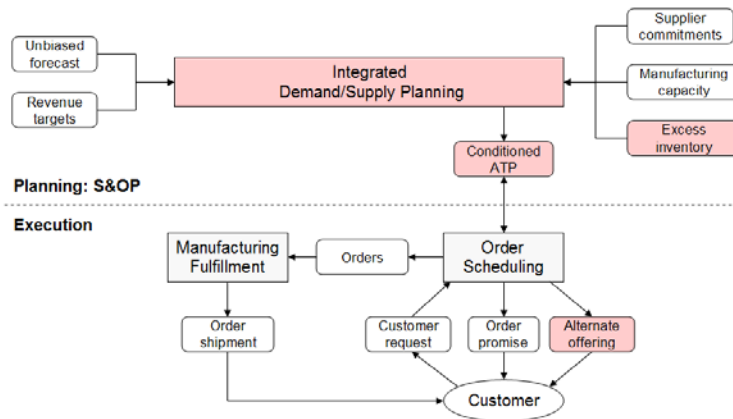 Unbiased
forecast
Revenue
targets
Integrated
Demand/Supply Planning
Supplier
commitments
Manufacturing
capacity
Excess
inventory
Conditioned
ATP
Planning: S&OP
Execution
Manufacturing
Fulfillment
Orders
Order
Scheduling
Order
shipment
Customer
request
Order
promise
Alternate
offering
Customer